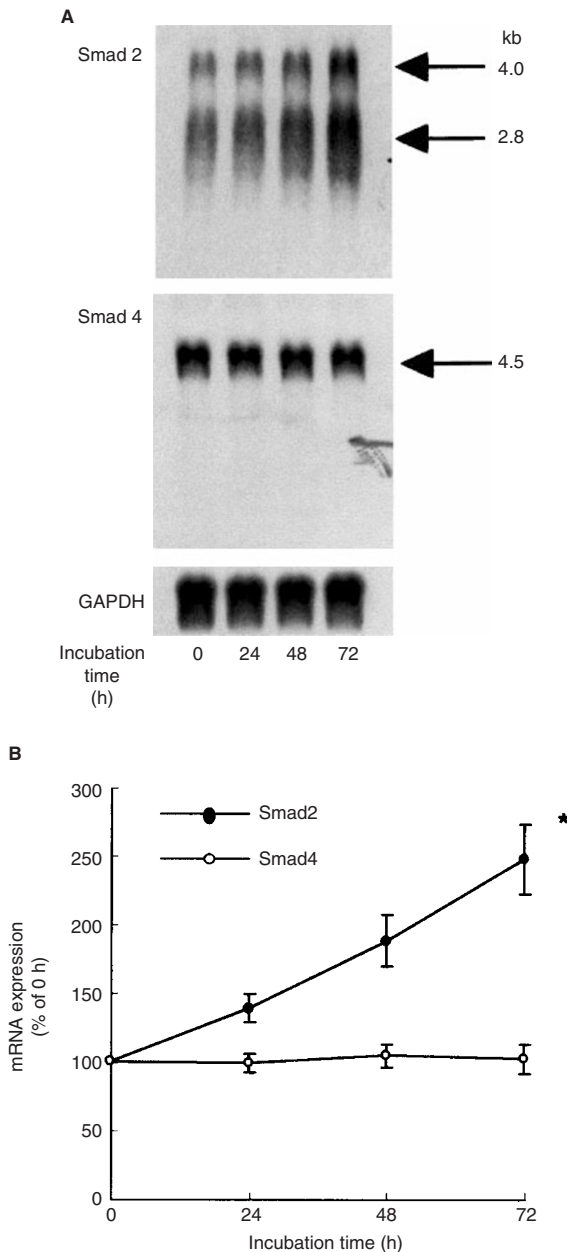 A
Smad 2
kb
4.0
2.8
Smad 4
4.5
GAPDH
Incubation time (h)
0 24 48 72
B
300
250
200
150
100
50
0
mRNA expression
(% of 0 h)
Smad2
Smad4
*
0 24 48 72
Incubation time (h)